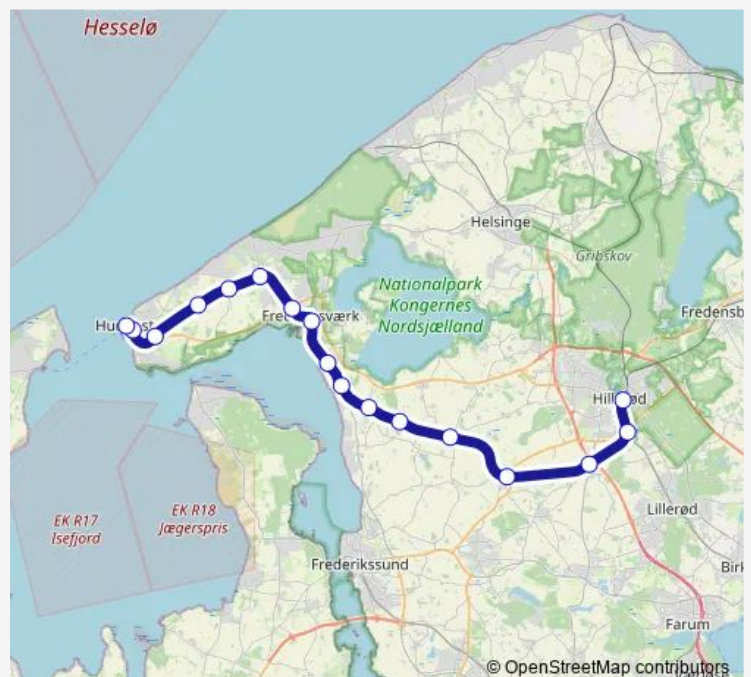 Hesselø
Helsinge
Gribskov
Nationalpark
Kongernes
Nordsjælland
Fredensb
EK R17
Isefjord
EK R18
Jægerspris
Lillerød
Frederikssund
Birk
Farum
© OpenStreetMap contributors